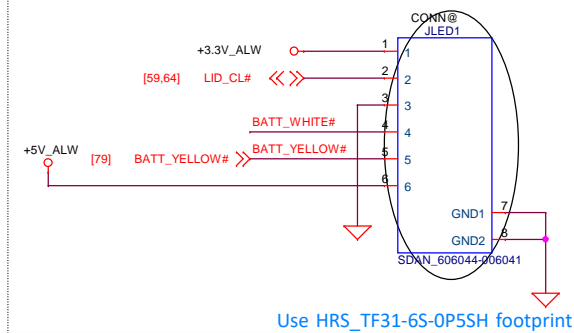 CONN@
JLED1
+3.3V_ALW 1 1
[59,64] LID_CL# 2 2
3 3
BATT_WHITE# 4 4
+5V_ALW [79] BATT_YELLOW# BATT_YELLOW# 5 5
6 6
GND1 7
GND2 8
SDAN_606044-006041
Use HRS_TF31-6S-0P5SH footprint